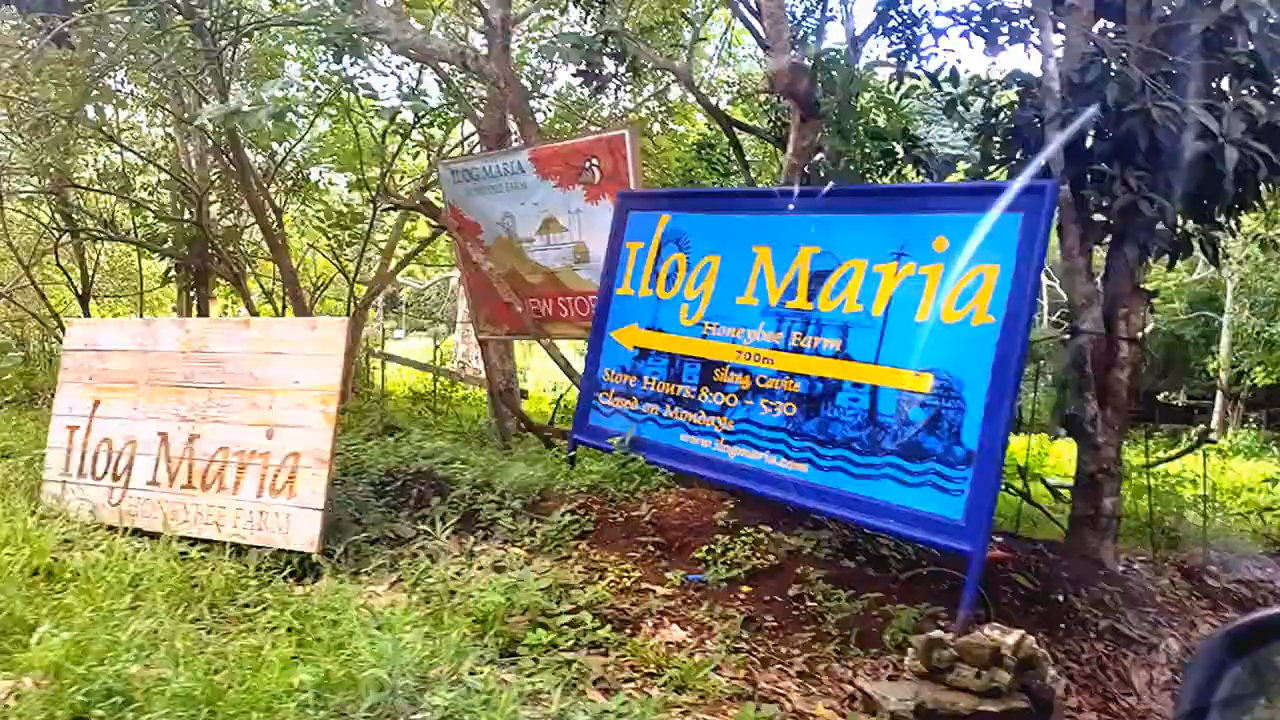 ILOG MARIA
HONEYBEE FARM
NEW STOR
Ilog Maria
Honeybee Farm
700m
Silang Cavite
Store Hours: 8:00 - 5:30
Closed on Mondays
www.ilogmaria.com
Ilog Maria
HONEYBEE FARM